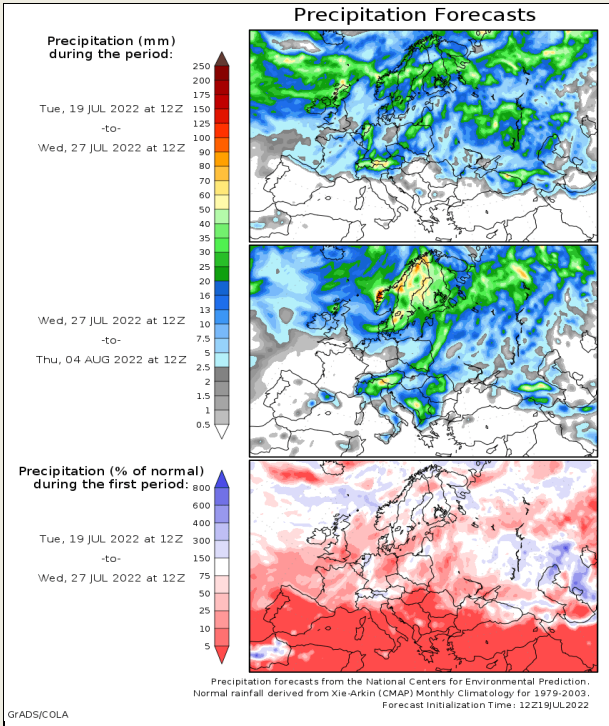 Precipitation Forecasts
Precipitation (mm)
during the period:
Tue, 19 JUL 2022 at 12Z
-to-
Wed, 27 JUL 2022 at 12Z
250
200
175
150
125
100
90
80
70
60
50
40
35
30
25
20
16
13
10
7.5
5
2.5
2
1.5
1
0.5
Wed, 27 JUL 2022 at 12Z
-to-
Thu, 04 AUG 2022 at 12Z
Precipitation (% of normal)
during the first period:
Tue, 19 JUL 2022 at 12Z
-to-
Wed, 27 JUL 2022 at 12Z
800
600
400
300
150
75
50
25
10
5
Precipitation forecasts from the National Centers for Environmental Prediction.
Normal rainfall derived from Xie-Arkin (CMAP) Monthly Climatology for 1979-2003.
Forecast Initialization Time: 12Z19JUL2022
GrADS/COLA